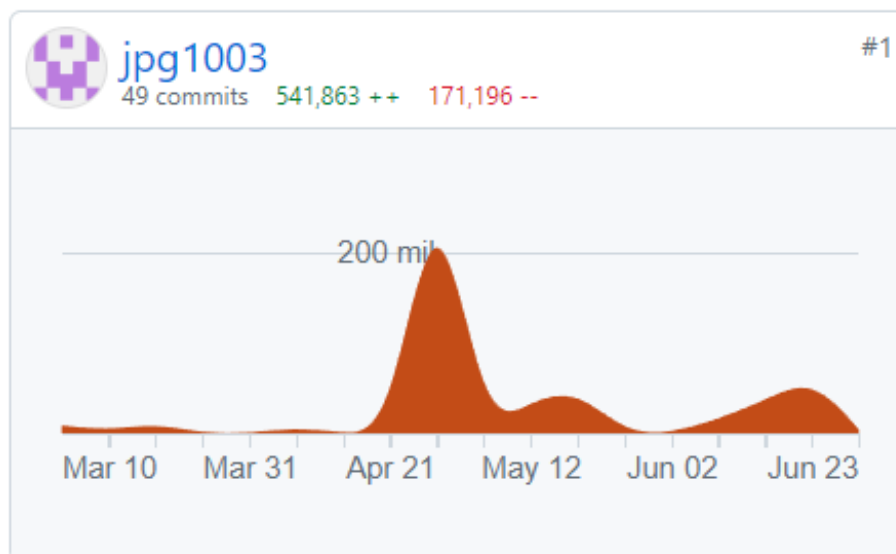 jpg1003
#1
49 commits 541,863 ++ 171,196 --
200 mil
Mar 10 Mar 31 Apr 21 May 12 Jun 02 Jun 23